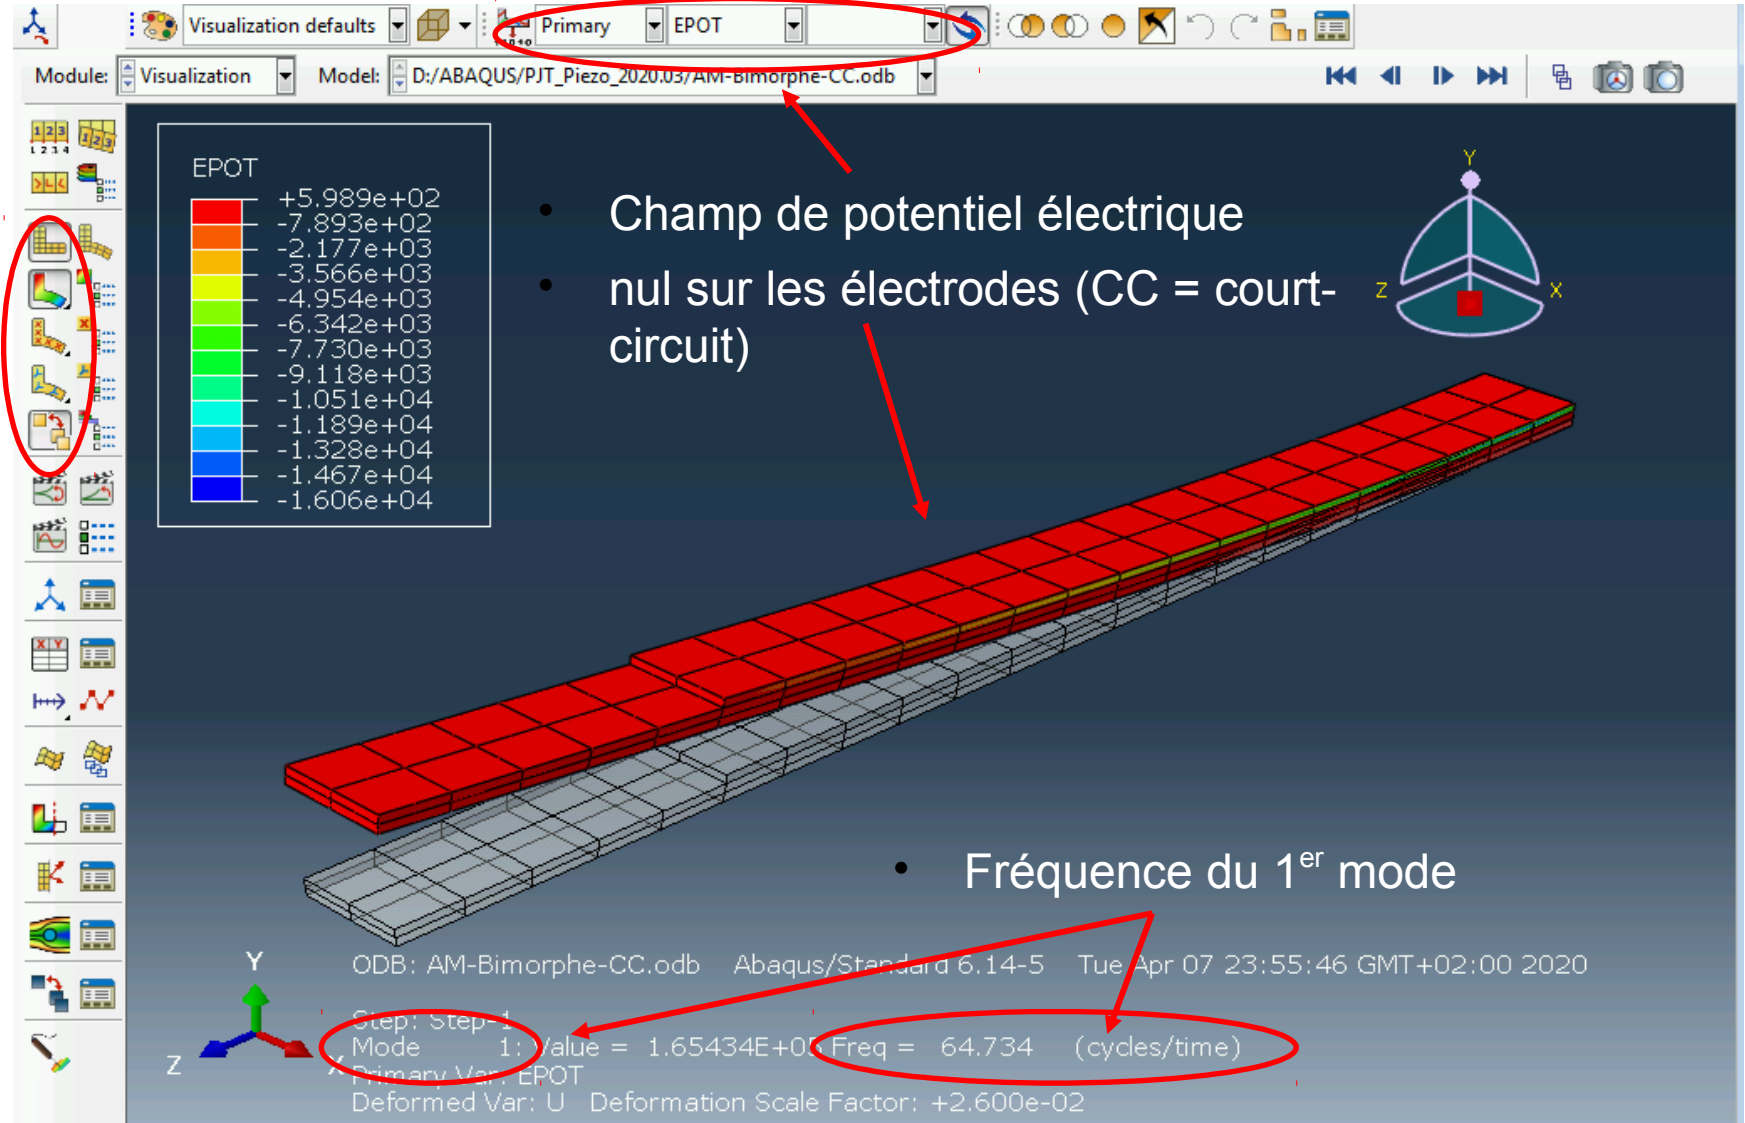 Visualization defaults Primary EPOT
Module: Visualization Model: D:/ABAQUS/PJT_Piezo_2020.03/AM-Bimorphe-CC.odb
EPOT
+5.989e+02
-7.893e+02
-2.177e+03
-3.566e+03
-4.954e+03
-6.342e+03
-7.730e+03
-9.118e+03
-1.051e+04
-1.189e+04
-1.328e+04
-1.467e+04
-1.606e+04
• Champ de potentiel électrique
• nul sur les électrodes (CC = court-
circuit)
Y
Z
X
• Fréquence du 1er mode
Y
Z
X
ODB: AM-Bimorphe-CC.odb Abaqus/Standard 6.14-5 Tue Apr 07 23:55:46 GMT+02:00 2020
Step: Step-1
Mode 1: Value = 1.65434E+05 Freq = 64.734 (cycles/time)
Primary Var: EPOT
Deformed Var: U Deformation Scale Factor: +2.600e-02